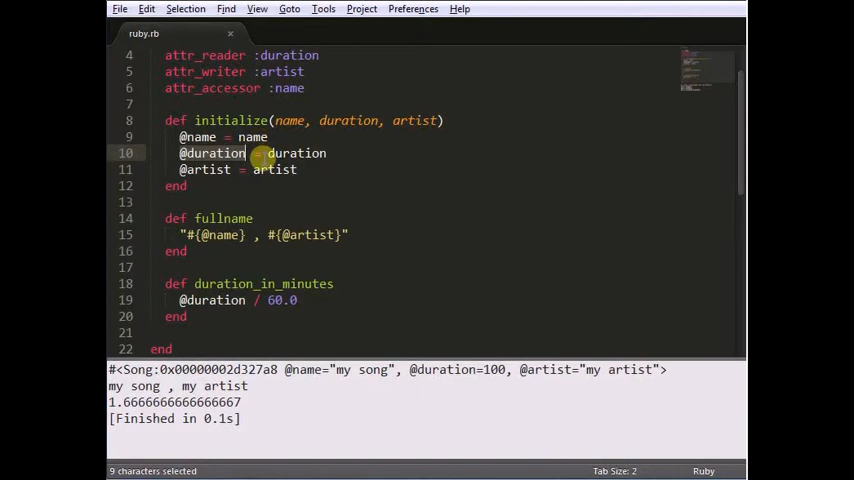 File Edit Selection Find View Goto Tools Project Preferences Help
ruby.rb ×
4 attr_reader :duration
5 attr_writer :artist
6 attr_accessor :name
7
8 def initialize(name, duration, artist)
9 @name = name
10 @duration = duration
11 @artist = artist
12 end
13
14 def fullname
15 "#{@name} , #{@artist}"
16 end
17
18 def duration_in_minutes
19 @duration / 60.0
20 end
21
22 end
#<Song:0x00000002d327a8 @name="my song", @duration=100, @artist="my artist">
my song , my artist
1.6666666666666667
[Finished in 0.1s]
9 characters selected Tab Size: 2 Ruby